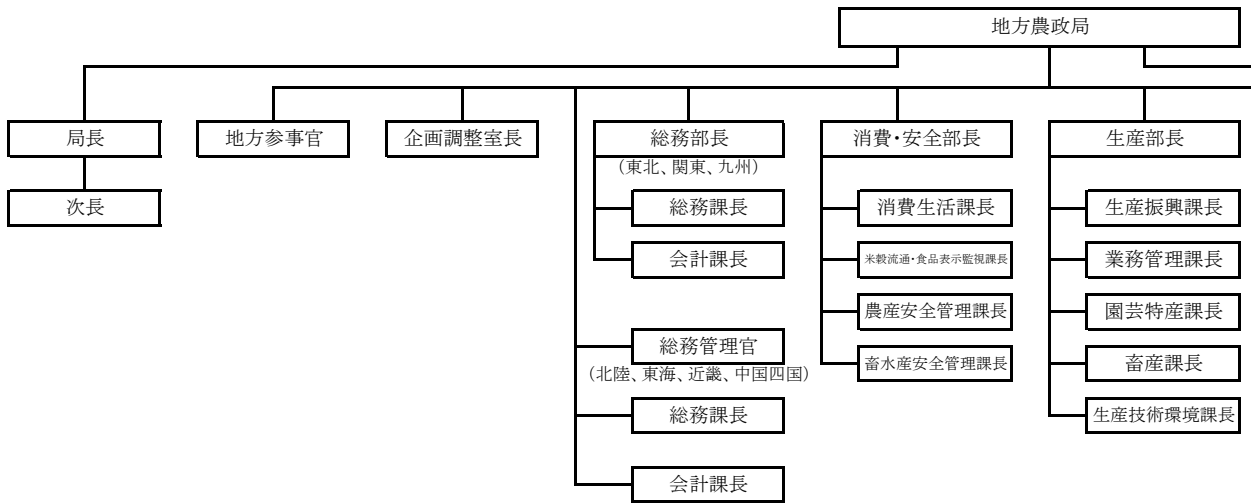 地方農政局
局長
地方参事官
企画調整室長
総務部長
消費・安全部長
生産部長
(東北、関東、九州)
次長
総務課長
消費生活課長
生産振興課長
会計課長
米穀流通・食品表示監視課長
業務管理課長
農産安全管理課長
園芸特産課長
総務管理官
畜水産安全管理課長
畜産課長
(北陸、東海、近畿、中国四国)
総務課長
生産技術環境課長
会計課長